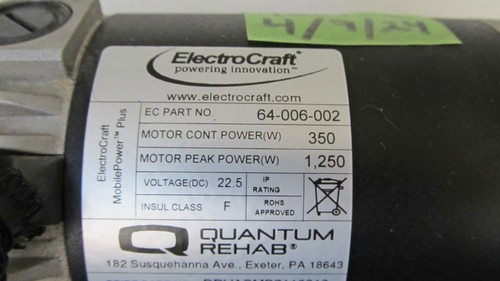 4/9/24
ElectroCraft
powering innovation™
www.electrocraft.com
ElectroCraft
MobilePower™ Plus
EC PART NO. 64-006-002
MOTOR CONT.POWER(W) 350
MOTOR PEAK POWER(W) 1,250
VOLTAGE(DC) 22.5 IP RATING
INSUL CLASS F ROHS APPROVED
QUANTUM
REHAB®
182 Susquehanna Ave., Exeter, PA 18643